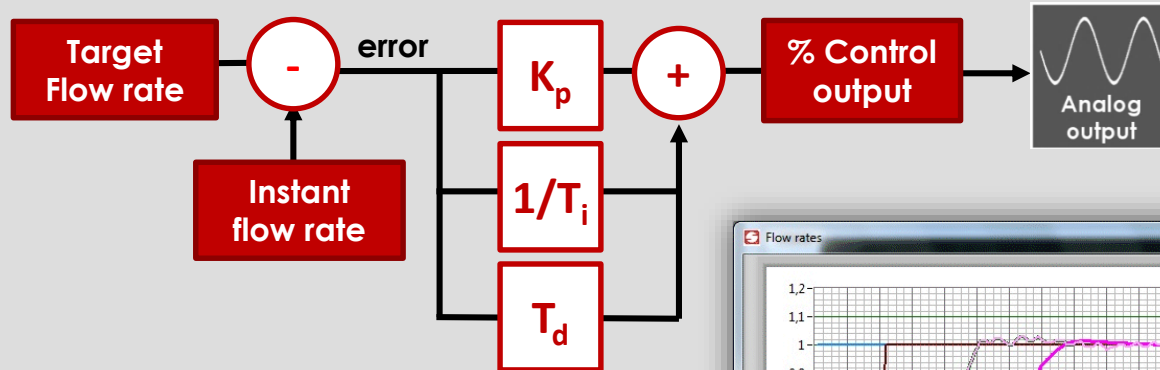 Target
Flow rate
-
error
Kp
+
% Control
output
Analog
output
Instant
flow rate
1/Ti
Td
Flow rates
1,2
1,1
1